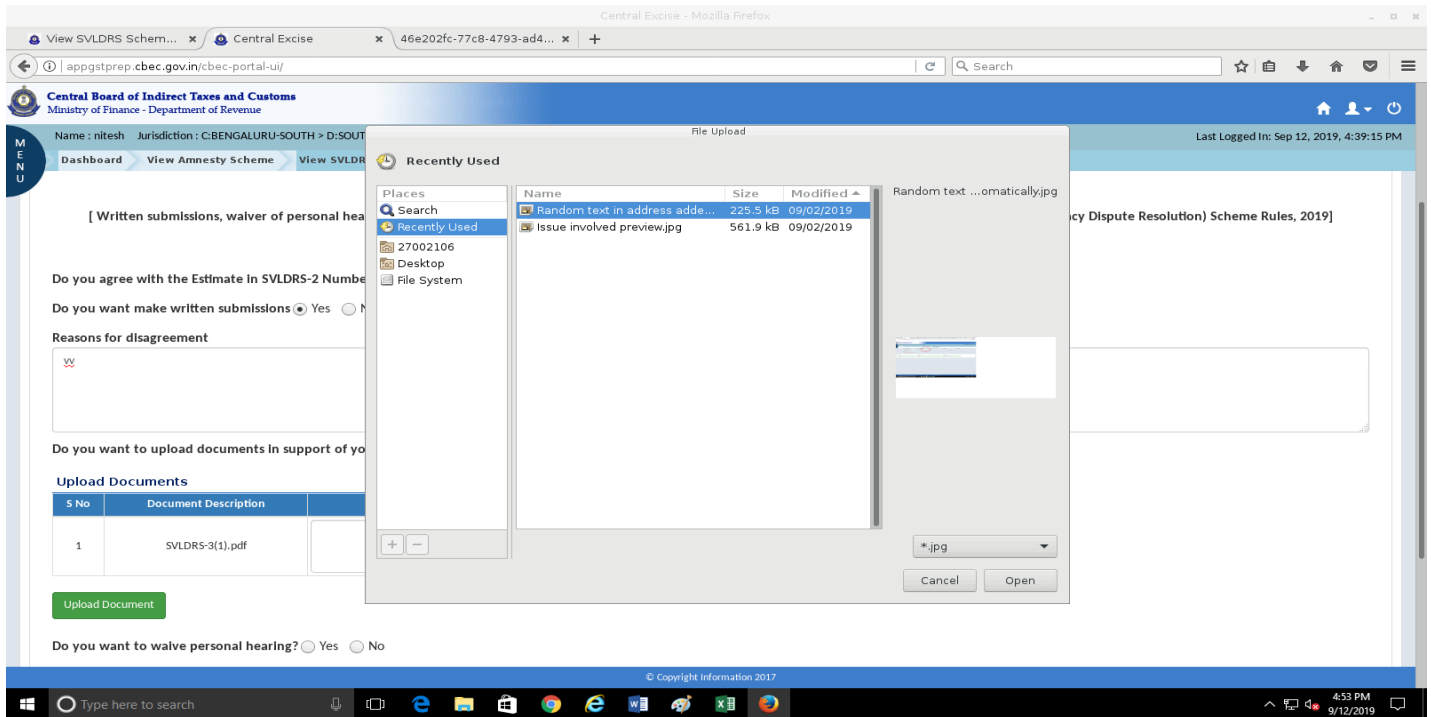 Central Excise - Mozilla Firefox
View SVLDRS Schem...
Central Excise
46e202fc-77c8-4793-ad4...
appgstprep.cbec.gov.in/cbec-portal-ui/
Search
Central Board of Indirect Taxes and Customs
Ministry of Finance - Department of Revenue
MENU
Name : nitesh Jurisdiction : C:BENGALURU-SOUTH > D:SOUT
Last Logged In: Sep 12, 2019, 4:39:15 PM
Dashboard
View Amnesty Scheme
View SVLDR
File Upload
Recently Used
Places
Search
Recently Used
27002106
Desktop
File System
Name Size Modified
Random text in address adde... 225.5 kB 09/02/2019
Issue involved preview.jpg 561.9 kB 09/02/2019
Random text ...omatically.jpg
*.jpg
Cancel
Open
[ Written submissions, waiver of personal hea
cy Dispute Resolution) Scheme Rules, 2019]
Do you agree with the Estimate in SVLDRS-2 Numbe
Do you want make written submissions Yes N
Reasons for disagreement
vv
Do you want to upload documents in support of yo
Upload Documents
S No Document Description
1 SVLDRS-3(1).pdf
Upload Document
Do you want to waive personal hearing? Yes No
© Copyright Information 2017
Type here to search
4:53 PM
9/12/2019